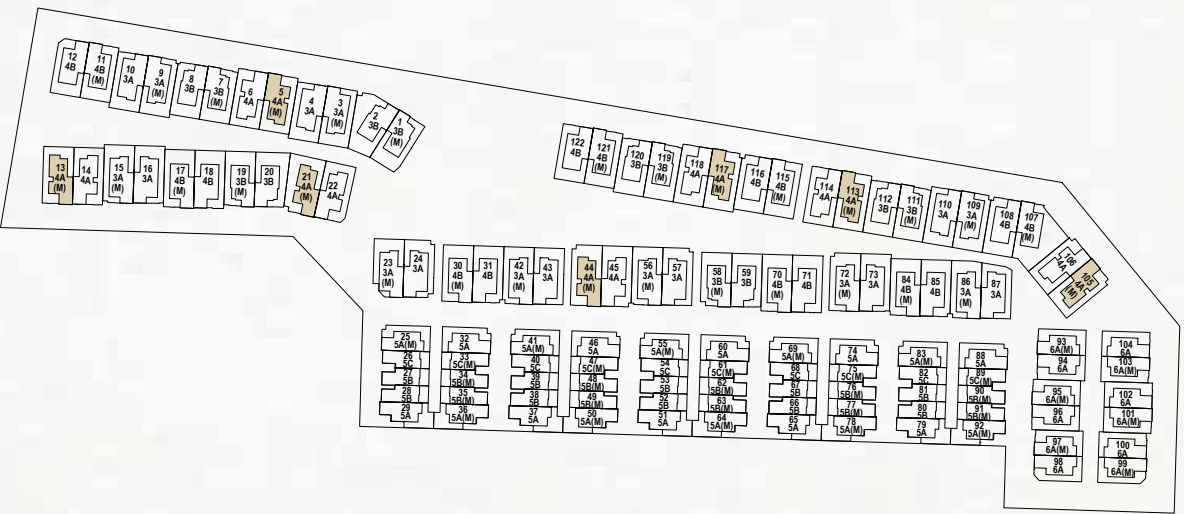 12
4B
11
4B
(M)
10
3A
9
3A
(M)
8
3B
7
3B
(M)
6
4A
5
4A
(M)
4
3A
3
3A
(M)
2
3B
1
3B
(M)
13
4A
(M)
14
4A
15
3A
(M)
16
3A
17
4B
(M)
18
4B
19
3B
(M)
20
3B
21
4A
(M)
22
4A
122
4B
121
4B
(M)
120
3B
119
3B
(M)
118
4A
117
4A
(M)
116
4B
115
4B
(M)
114
4A
113
4A
(M)
112
3B
111
3B
(M)
110
3A
109
3A
(M)
108
4B
107
4B
(M)
106
4A
105
4A
(M)
23
3A
(M)
24
3A
30
4B
(M)
31
4B
42
3A
(M)
43
3A
44
4A
(M)
45
4A
56
3A
(M)
57
3A
58
3B
(M)
59
3B
70
4B
(M)
71
4B
72
3A
(M)
73
3A
84
4B
(M)
85
4B
86
3A
(M)
87
3A
25
5A(M)
26
5C
27
5B
28
5B
29
5A
32
5A
33
5C(M)
34
5B(M)
35
5B(M)
36
5A(M)
41
5A(M)
40
5C
39
5B
38
5B
37
5A
46
5A
47
5C(M)
48
5B(M)
49
5B(M)
50
5A(M)
55
5A(M)
54
5C
53
5B
52
5B
51
5A
60
5A
61
5C(M)
62
5B(M)
63
5B(M)
64
5A(M)
69
5A(M)
68
5C
67
5B
66
5B
65
5A
74
5A
75
5C(M)
76
5B(M)
77
5B(M)
78
5A(M)
83
5A(M)
82
5C
81
5B
80
5B
79
5A
88
5A
89
5C(M)
90
5B(M)
91
5B(M)
92
5A(M)
93
6A(M)
94
6A
95
6A(M)
96
6A
97
6A(M)
98
6A
104
6A
103
6A(M)
102
6A
101
6A(M)
100
6A
99
6A(M)